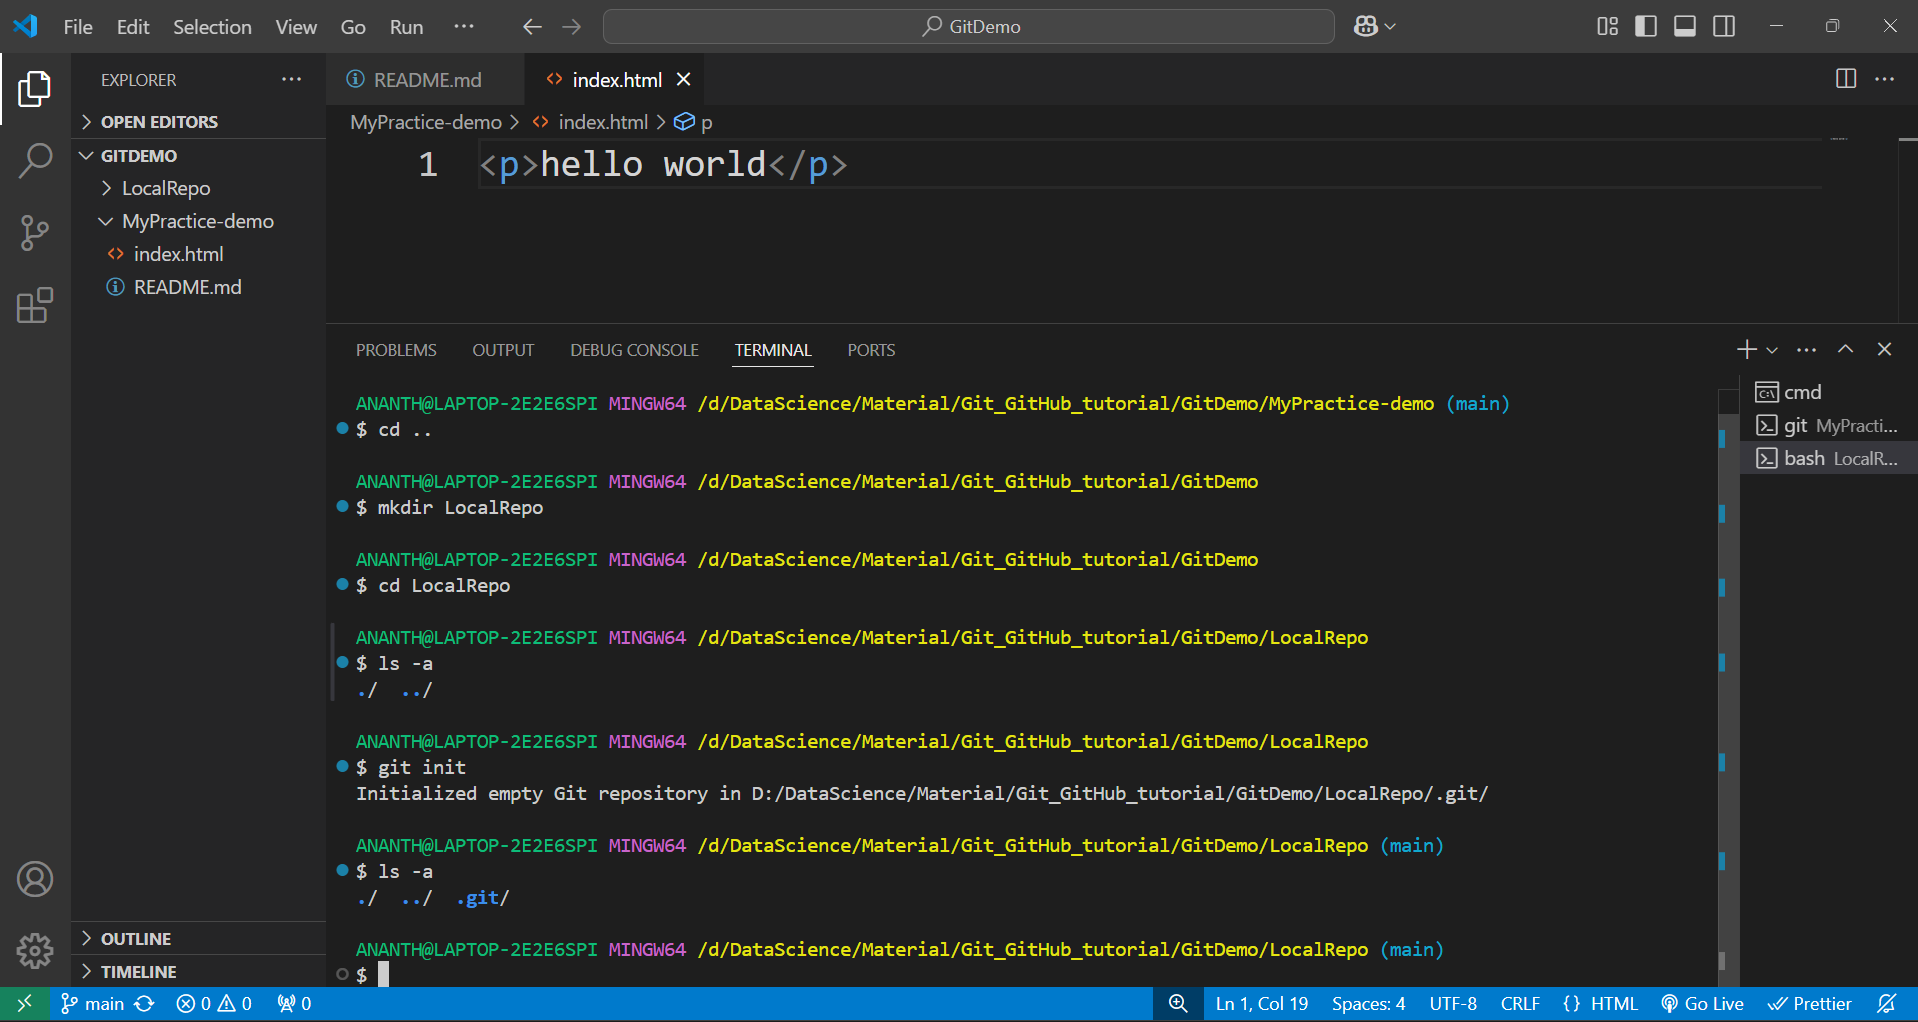 File Edit Selection View Go Run ··· GitDemo
EXPLORER ···
README.md index.html
OPEN EDITORS
MyPractice-demo > index.html > p
GITDEMO
LocalRepo
MyPractice-demo
index.html
README.md
1 <p>hello world</p>
PROBLEMS OUTPUT DEBUG CONSOLE TERMINAL PORTS
cmd
git MyPracti...
bash LocalR...
ANANTH@LAPTOP-2E2E6SPI MINGW64 /d/DataScience/Material/Git_GitHub_tutorial/GitDemo/MyPractice-demo (main)
$ cd ..
ANANTH@LAPTOP-2E2E6SPI MINGW64 /d/DataScience/Material/Git_GitHub_tutorial/GitDemo
$ mkdir LocalRepo
ANANTH@LAPTOP-2E2E6SPI MINGW64 /d/DataScience/Material/Git_GitHub_tutorial/GitDemo
$ cd LocalRepo
ANANTH@LAPTOP-2E2E6SPI MINGW64 /d/DataScience/Material/Git_GitHub_tutorial/GitDemo/LocalRepo
$ ls -a
./ ../
ANANTH@LAPTOP-2E2E6SPI MINGW64 /d/DataScience/Material/Git_GitHub_tutorial/GitDemo/LocalRepo
$ git init
Initialized empty Git repository in D:/DataScience/Material/Git_GitHub_tutorial/GitDemo/LocalRepo/.git/
ANANTH@LAPTOP-2E2E6SPI MINGW64 /d/DataScience/Material/Git_GitHub_tutorial/GitDemo/LocalRepo (main)
$ ls -a
./ ../ .git/
ANANTH@LAPTOP-2E2E6SPI MINGW64 /d/DataScience/Material/Git_GitHub_tutorial/GitDemo/LocalRepo (main)
$
OUTLINE
TIMELINE
main 0 0 0 Ln 1, Col 19 Spaces: 4 UTF-8 CRLF {} HTML Go Live Prettier